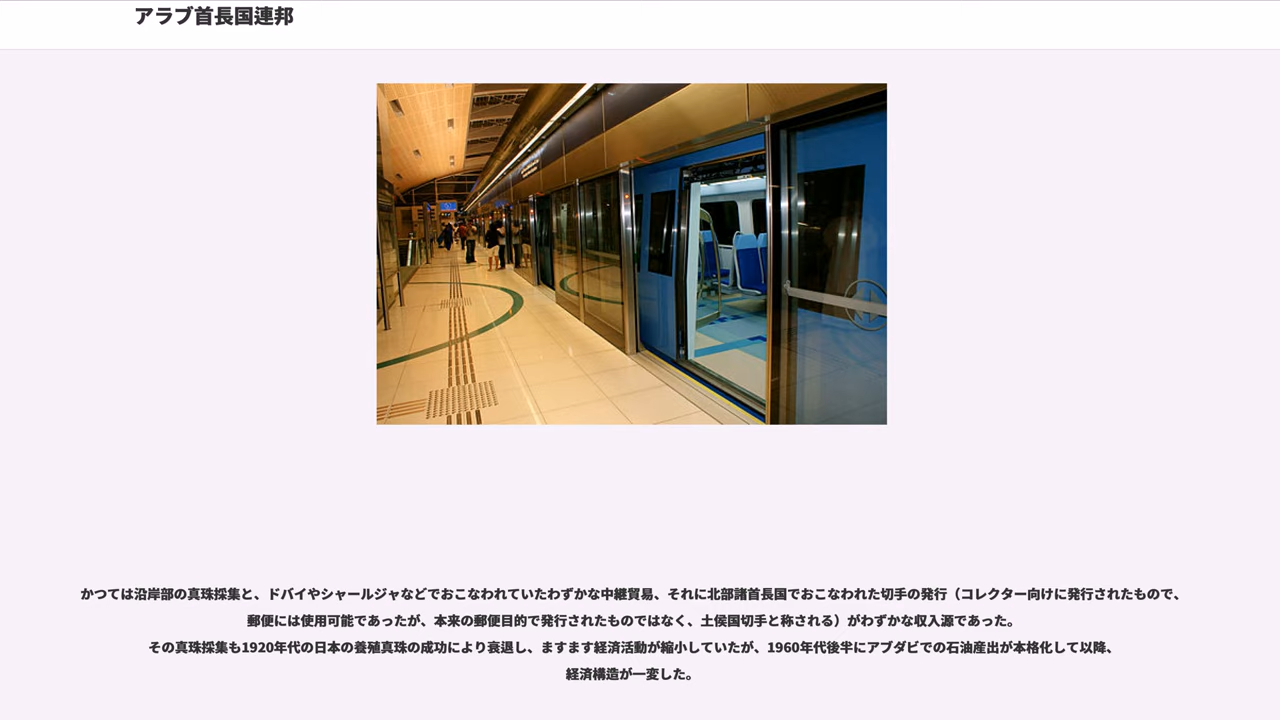 アラブ首長国連邦
かつては沿岸部の真珠採集と、ドバイやシャールジャなどでおこなわれていたわずかな中継貿易、それに北部諸首長国でおこなわれた切手の発行（コレクター向けに発行されたもので、
郵便には使用可能であったが、本来の郵便目的で発行されたものではなく、土侯国切手と称される）がわずかな収入源であった。
その真珠採集も1920年代の日本の養殖真珠の成功により衰退し、ますます経済活動が縮小していたが、1960年代後半にアブダビでの石油産出が本格化して以降、
経済構造が一変した。